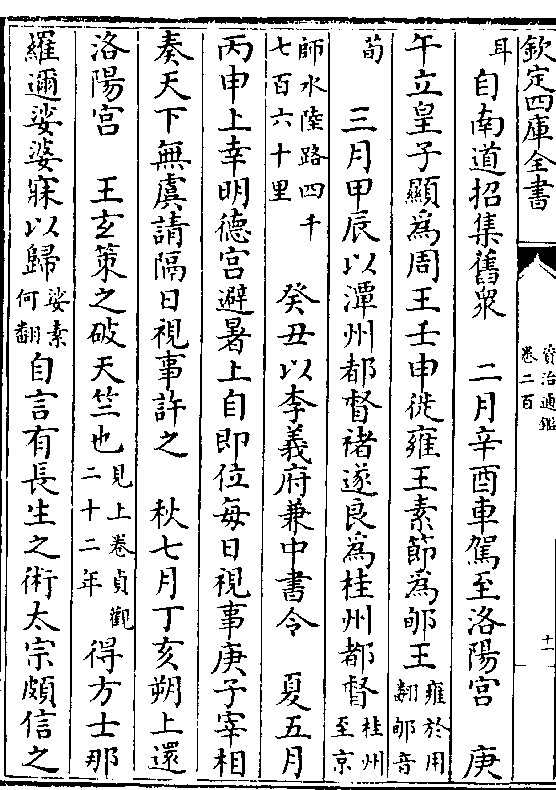 欽定四庫全書
資治通鑑
卷二百
十一
耳 自南道招集舊衆 二月辛酉車駕至洛陽宫 庚
午立皇子顯為周王壬申徙雍王素節為郇王 雍於用翻郇音
荀 三月甲辰以潭州都督褚遂良為桂州都督 桂州至京
師水陸路四千七百六十里 癸丑以李義府兼中書令 夏五月
丙申上幸明德宫避暑上自即位每日視事庚子宰相
奏天下無虞請隔日視事許之 秋七月丁亥朔上還
洛陽宫 王玄策之破天竺也 見上卷貞觀二十二年 得方士那
羅邇娑婆寐以歸 娑素何翻 自言有長生之術太宗頗信之